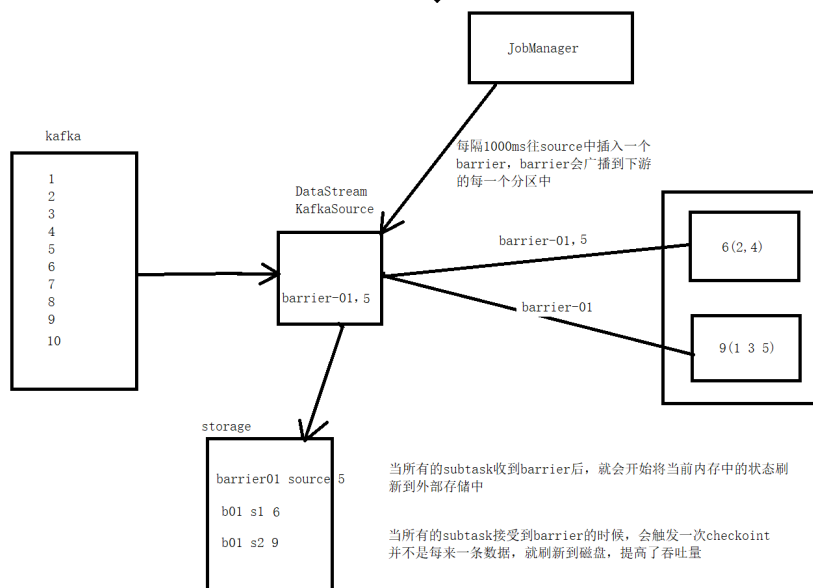 JobManager
kafka
每隔1000ms往source中插入一个
barrier，barrier会广播到下游
的每一个分区中
1
2
3
4
5
6
7
8
9
10
DataStream
KafkaSource
barrier-01，5
barrier-01，5
barrier-01
6(2,4)
9(1 3 5)
storage
barrier01 source 5
b01 s1 6
b01 s2 9
当所有的subtask收到barrier后，就会开始将当前内存中的状态刷
新到外部存储中
当所有的subtask接受到barrier的时候，会触发一次checkoint
并不是每来一条数据，就刷新到磁盘，提高了吞吐量